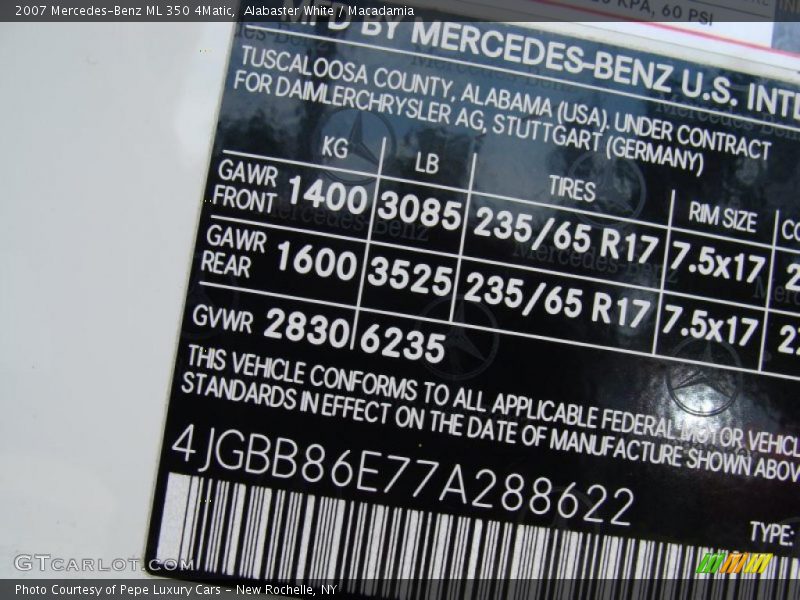 2007 Mercedes-Benz ML 350 4Matic, Alabaster White / Macadamia
KPA, 60 PSI
MFD BY MERCEDES-BENZ U.S.
TUSCALOOSA COUNTY, ALABAMA (USA). UNDER CONTRACT
FOR DAIMLERCHRYSLER AG, STUTTGART (GERMANY)
KG LB TIRES RIM SIZE
GAWR FRONT 1400 3085 235/65 R17 7.5x17
GAWR REAR 1600 3525 235/65 R17 7.5x17
GVWR 2830 6235
THIS VEHICLE CONFORMS TO ALL APPLICABLE FEDERAL MOTOR
STANDARDS IN EFFECT ON THE DATE OF MANUFACTURE SHOWN
4JGBB86E77A288622
TYPE:
GTCARLOT.COM
Photo Courtesy of Pepe Luxury Cars - New Rochelle, NY